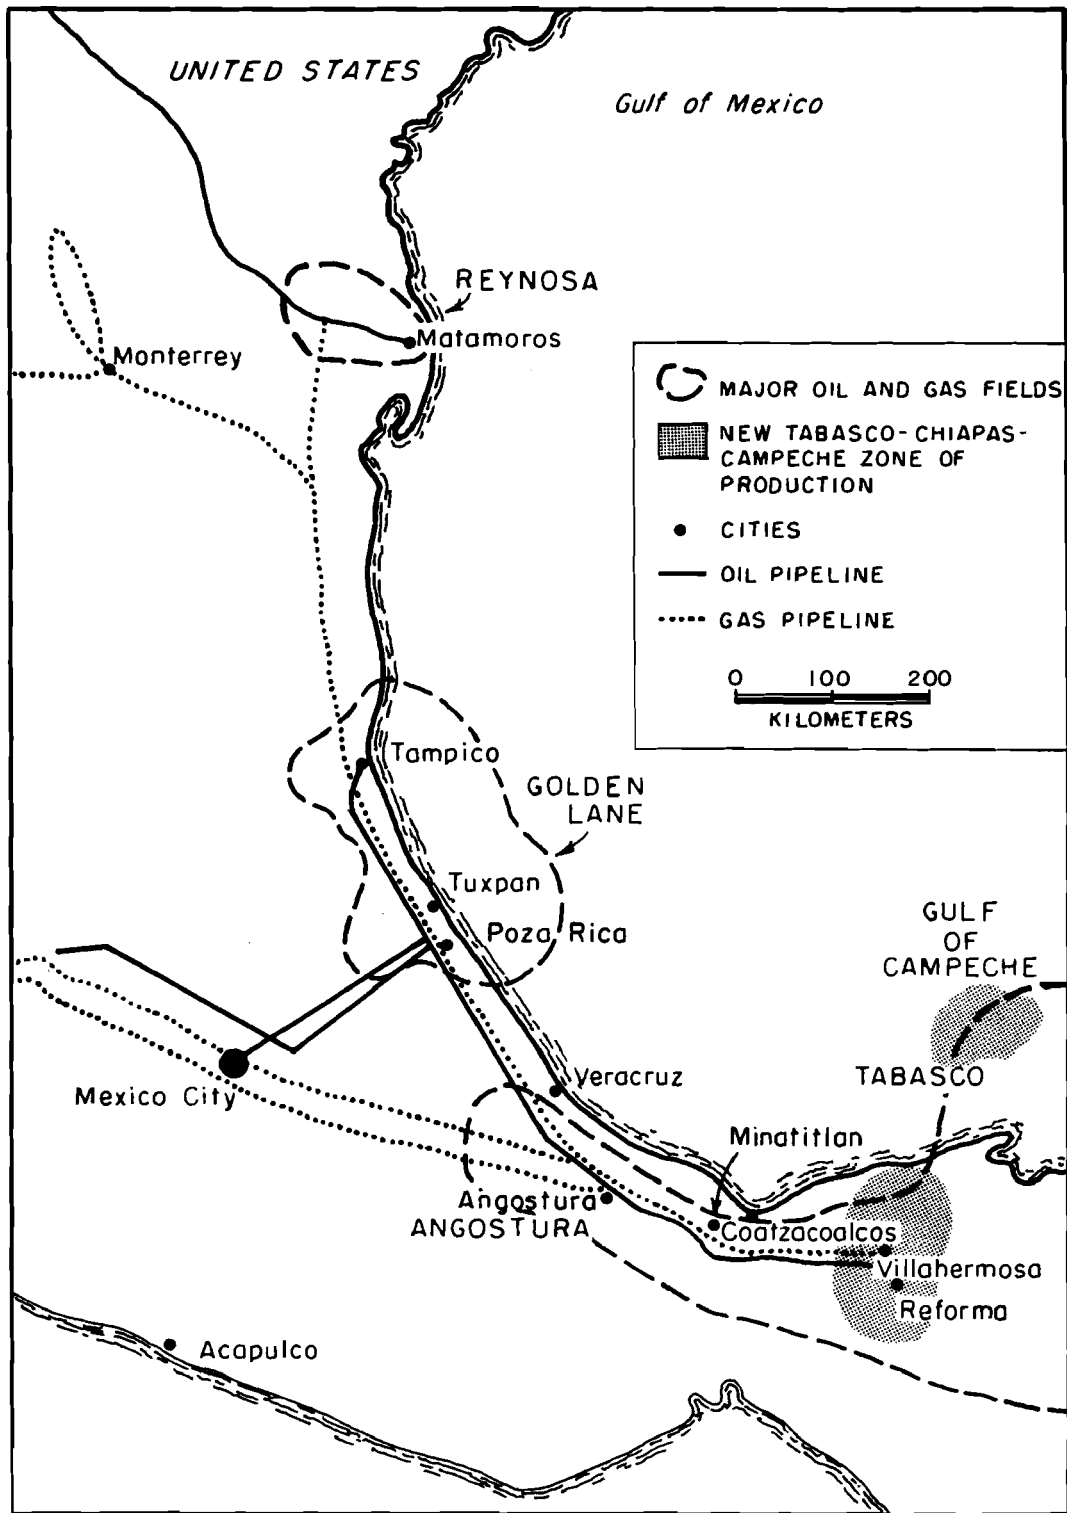 UNITED STATES
Gulf of Mexico
REYNOSA
Matamoros
Monterrey
MAJOR OIL AND GAS FIELDS
NEW TABASCO-CHIAPAS-
CAMPECHE ZONE OF
PRODUCTION
CITIES
OIL PIPELINE
GAS PIPELINE
0 100 200
KILOMETERS
Tampico
GOLDEN
LANE
Tuxpan
Poza Rica
GULF
OF
CAMPECHE
Mexico City
Veracruz
TABASCO
Minatitlan
Angostura
ANGOSTURA
Coatzacoalcos
Villahermosa
Reforma
Acapulco